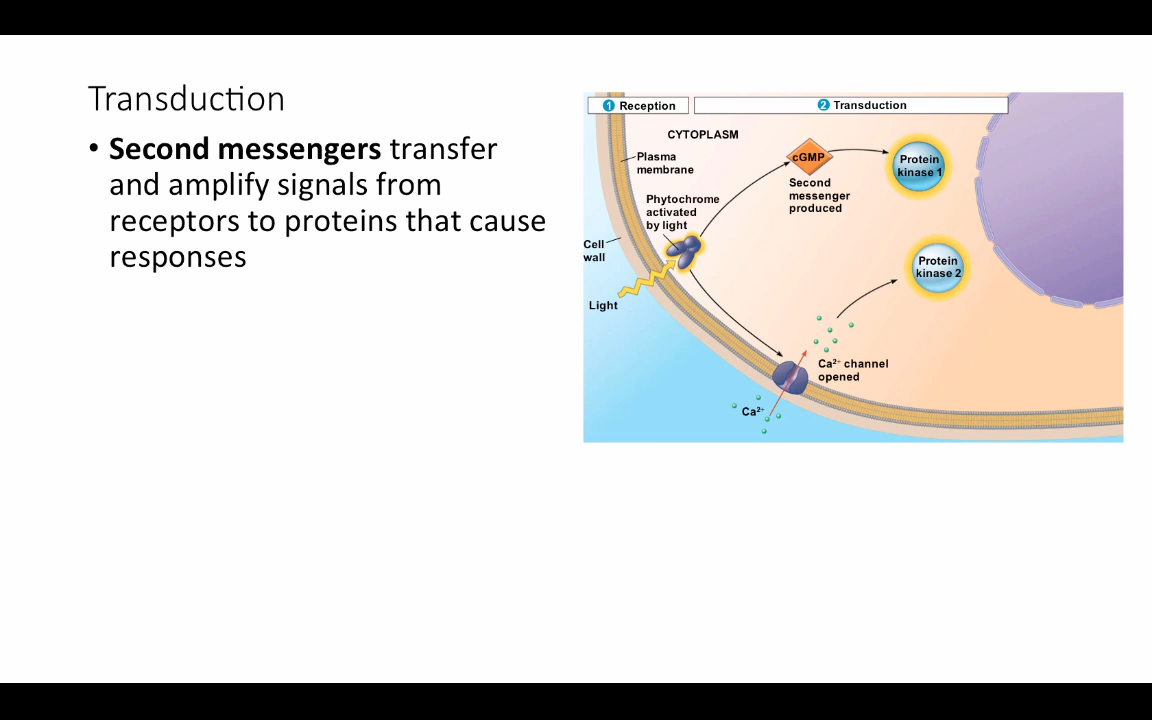 Transduction
• Second messengers transfer
and amplify signals from
receptors to proteins that cause
responses
1 Reception
2 Transduction
CYTOPLASM
Plasma
membrane
cGMP
Second
messenger
produced
Protein
kinase 1
Phytochrome
activated
by light
Cell
wall
Light
Protein
kinase 2
Ca²⁺ channel
opened
Ca²⁺